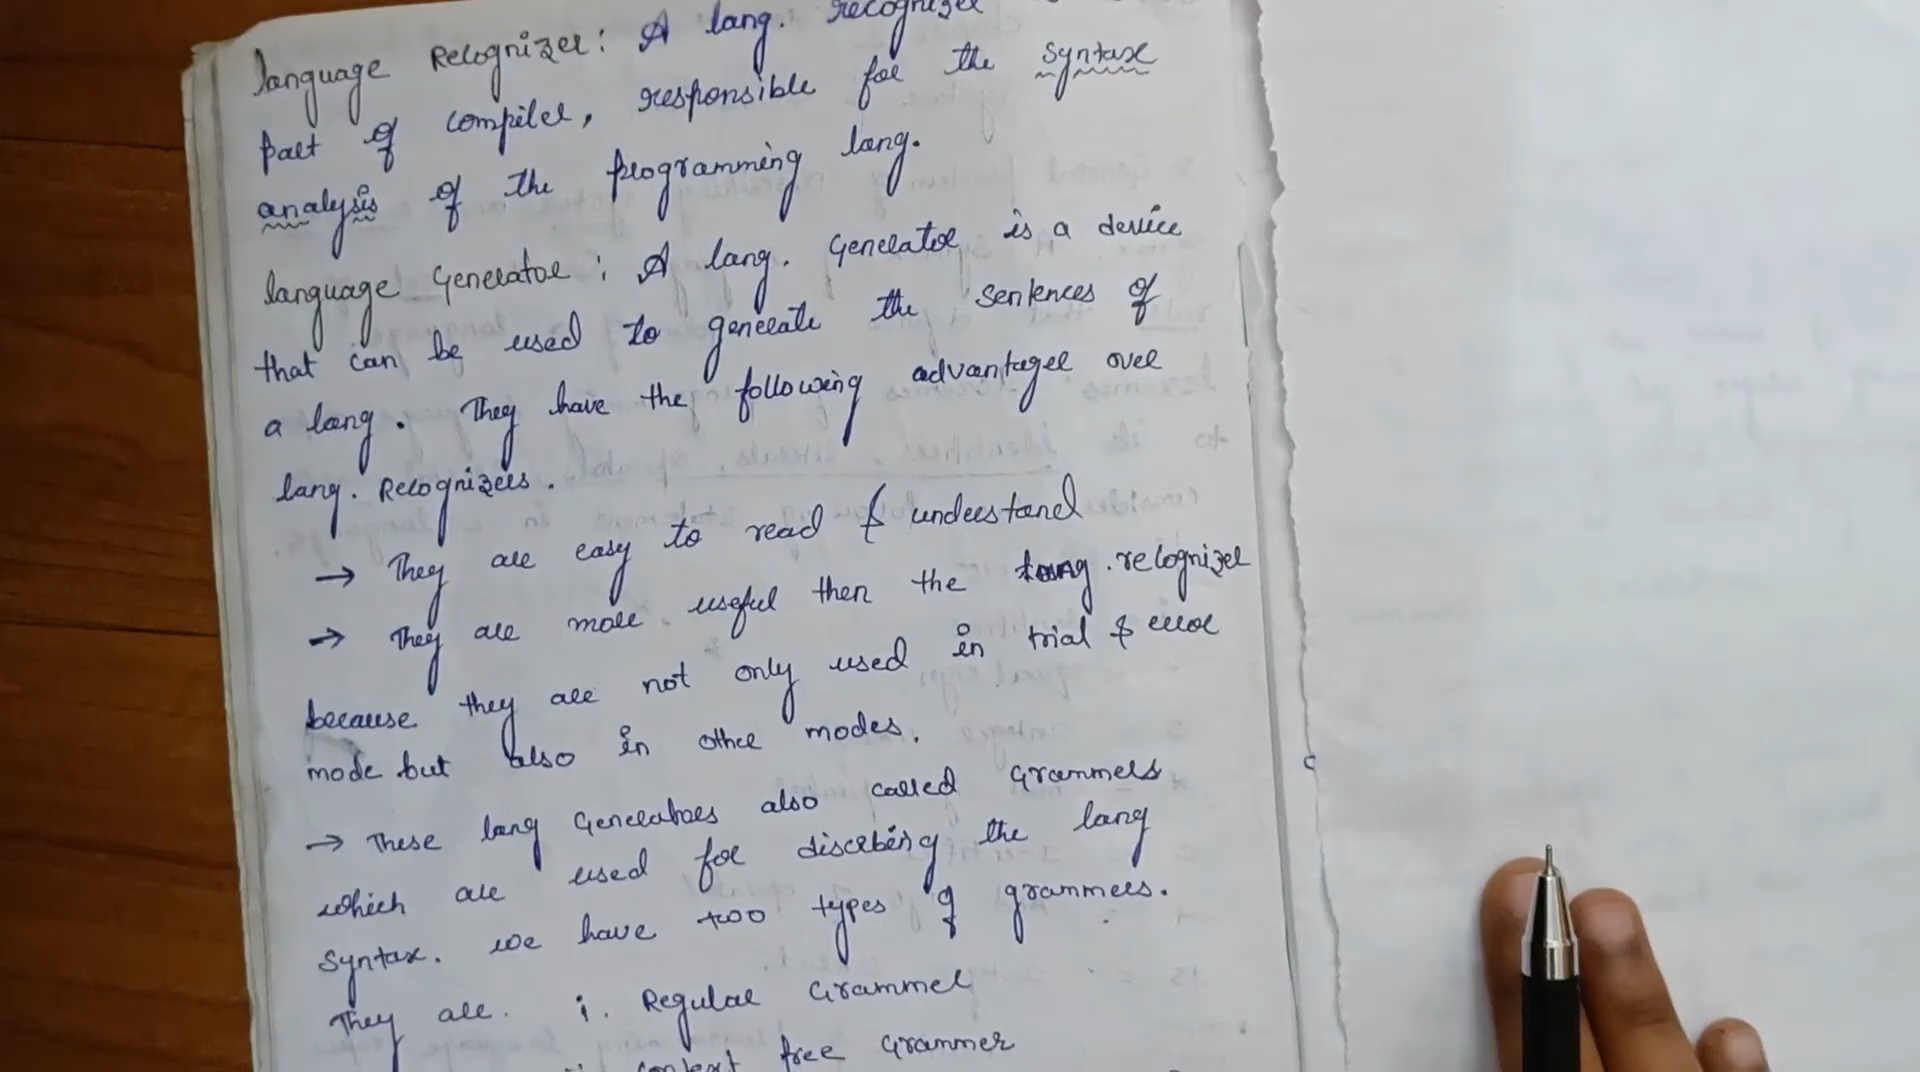 language Recognizer: A lang. recognizer
part of compiler, responsible for the syntax
analysis of the programming lang.
language Generator: A lang. Generator is a device
that can be used to generate the sentences of
a lang. They have the following advantager over
lang. Recognizers.
→ They are easy to read & understand
→ They are more useful then the lang. recognizer
because they are not only used in trial & error
mode but also in other modes.
→ These lang Generators also called Grammers
which are used for discrbing the lang
syntax. we have two types of grammers.
They are. i. Regular Grammer
context free Grammer